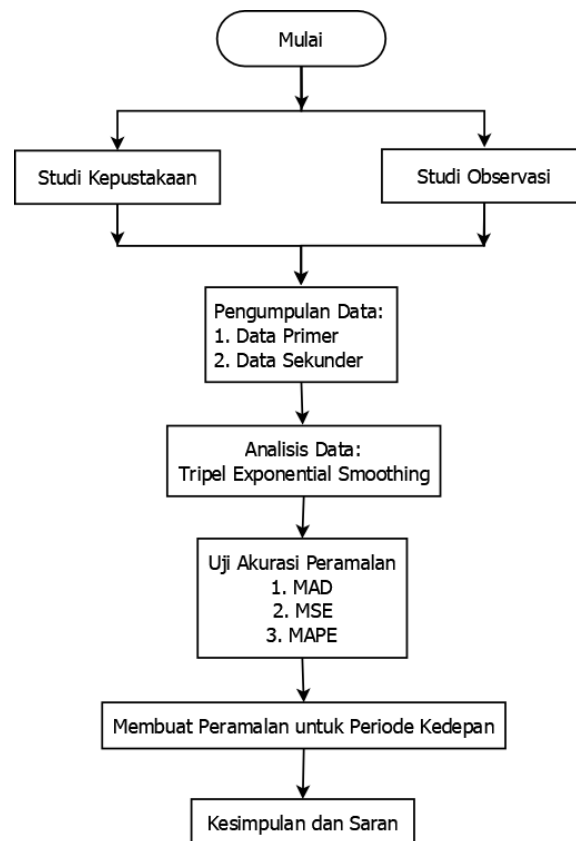 Mulai
Studi Kepustakaan
Studi Observasi
Pengumpulan Data:
1. Data Primer
2. Data Sekunder
Analisis Data:
Tripel Exponential Smoothing
Uji Akurasi Peramalan
1. MAD
2. MSE
3. MAPE
Membuat Peramalan untuk Periode Kedepan
Kesimpulan dan Saran